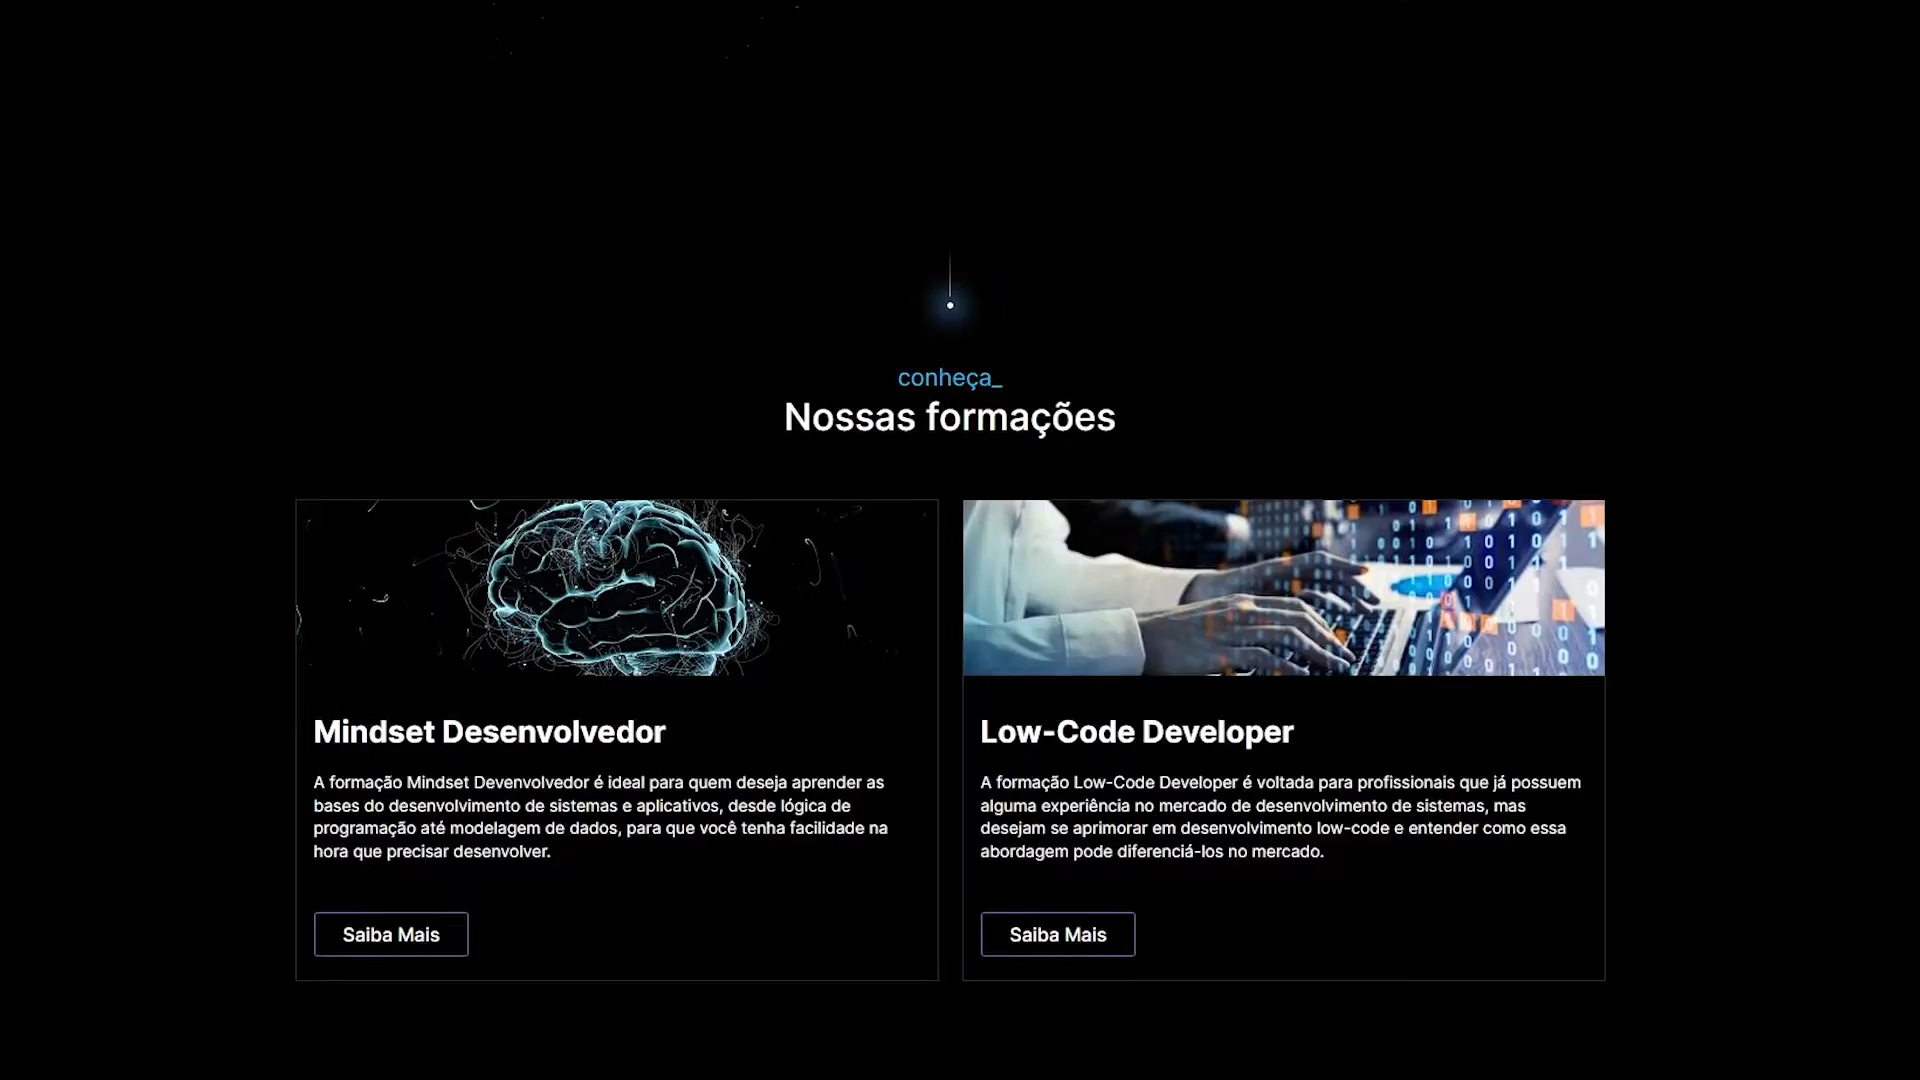 conheça_
Nossas formações
Mindset Desenvolvedor
A formação Mindset Devenvolvedor é ideal para quem deseja aprender as
bases do desenvolvimento de sistemas e aplicativos, desde lógica de
programação até modelagem de dados, para que você tenha facilidade na
hora que precisar desenvolver.
Saiba Mais
Low-Code Developer
A formação Low-Code Developer é voltada para profissionais que já possuem
alguma experiência no mercado de desenvolvimento de sistemas, mas
desejam se aprimorar em desenvolvimento low-code e entender como essa
abordagem pode diferenciá-los no mercado.
Saiba Mais